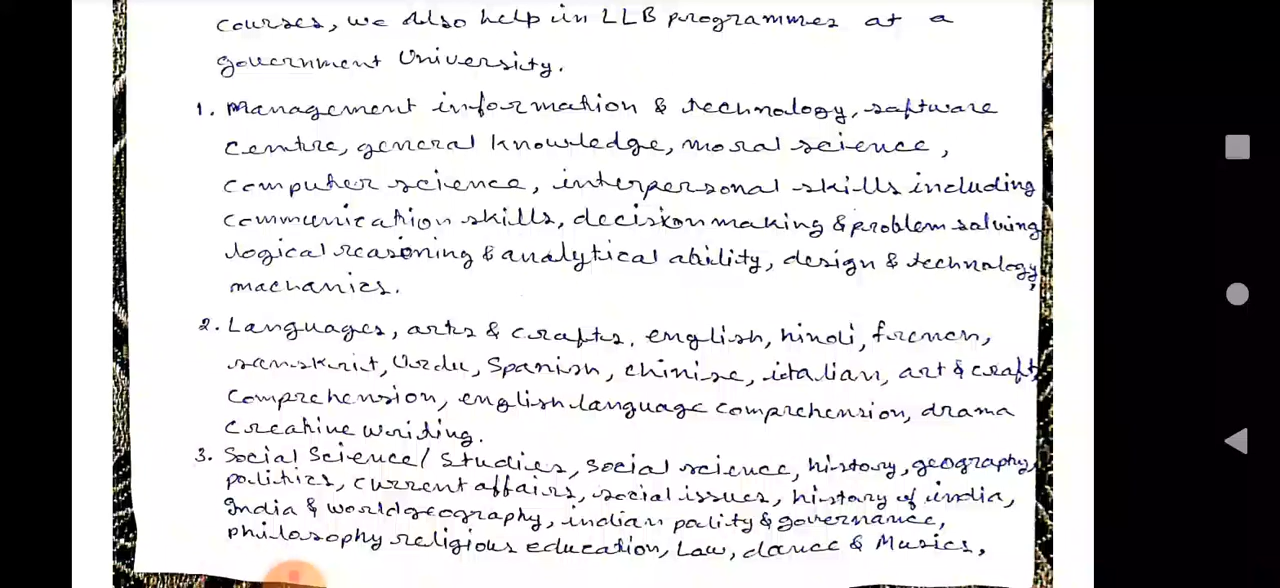 courses, we also help in LLB programmes at a
government University.
1. Management information & technology, software
centre, general knowledge, moral science,
computer science, interpersonal skills including
communication skills, decision making & problem solving
logical reasoning & analytical ability, design & technology,
machanics.
2. Languages, arts & crafts, english, hindi, french,
sanskrit, Urdu, Spanish, chinise, italian, art & craft,
comprehension, english language comprehension, drama
creative writing.
3. Social Science/ Studies, social science, history, geography,
politics, current affairs, social issues, history of india,
India & world geography, indian polity & governance,
philosophy religious education, Law, dance & Musics,